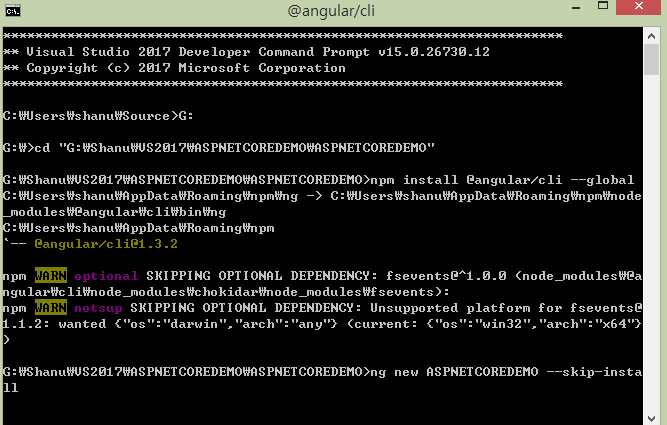 @angular/cli
**********************************************************************
** Visual Studio 2017 Developer Command Prompt v15.0.26730.12
** Copyright (c) 2017 Microsoft Corporation
**********************************************************************
C:₩Users₩shanu₩Source>G:
G:₩>cd "G:₩Shanu₩VS2017₩ASPNETCOREDEMO₩ASPNETCOREDEMO"
G:₩Shanu₩VS2017₩ASPNETCOREDEMO₩ASPNETCOREDEMO>npm install @angular/cli --global
C:₩Users₩shanu₩AppData₩Roaming₩npm₩ng -> C:₩Users₩shanu₩AppData₩Roaming₩npm₩node
_modules₩@angular₩cli₩bin₩ng
C:₩Users₩shanu₩AppData₩Roaming₩npm
`-- @angular/cli@1.3.2
npm WARN optional SKIPPING OPTIONAL DEPENDENCY: fsevents@^1.0.0 (node_modules₩@a
ngular₩cli₩node_modules₩chokidar₩node_modules₩fsevents):
npm WARN notsup SKIPPING OPTIONAL DEPENDENCY: Unsupported platform for fsevents@
1.1.2: wanted {"os":"darwin","arch":"any"} (current: {"os":"win32","arch":"x64"}
)
G:₩Shanu₩VS2017₩ASPNETCOREDEMO₩ASPNETCOREDEMO>ng new ASPNETCOREDEMO --skip-insta
ll